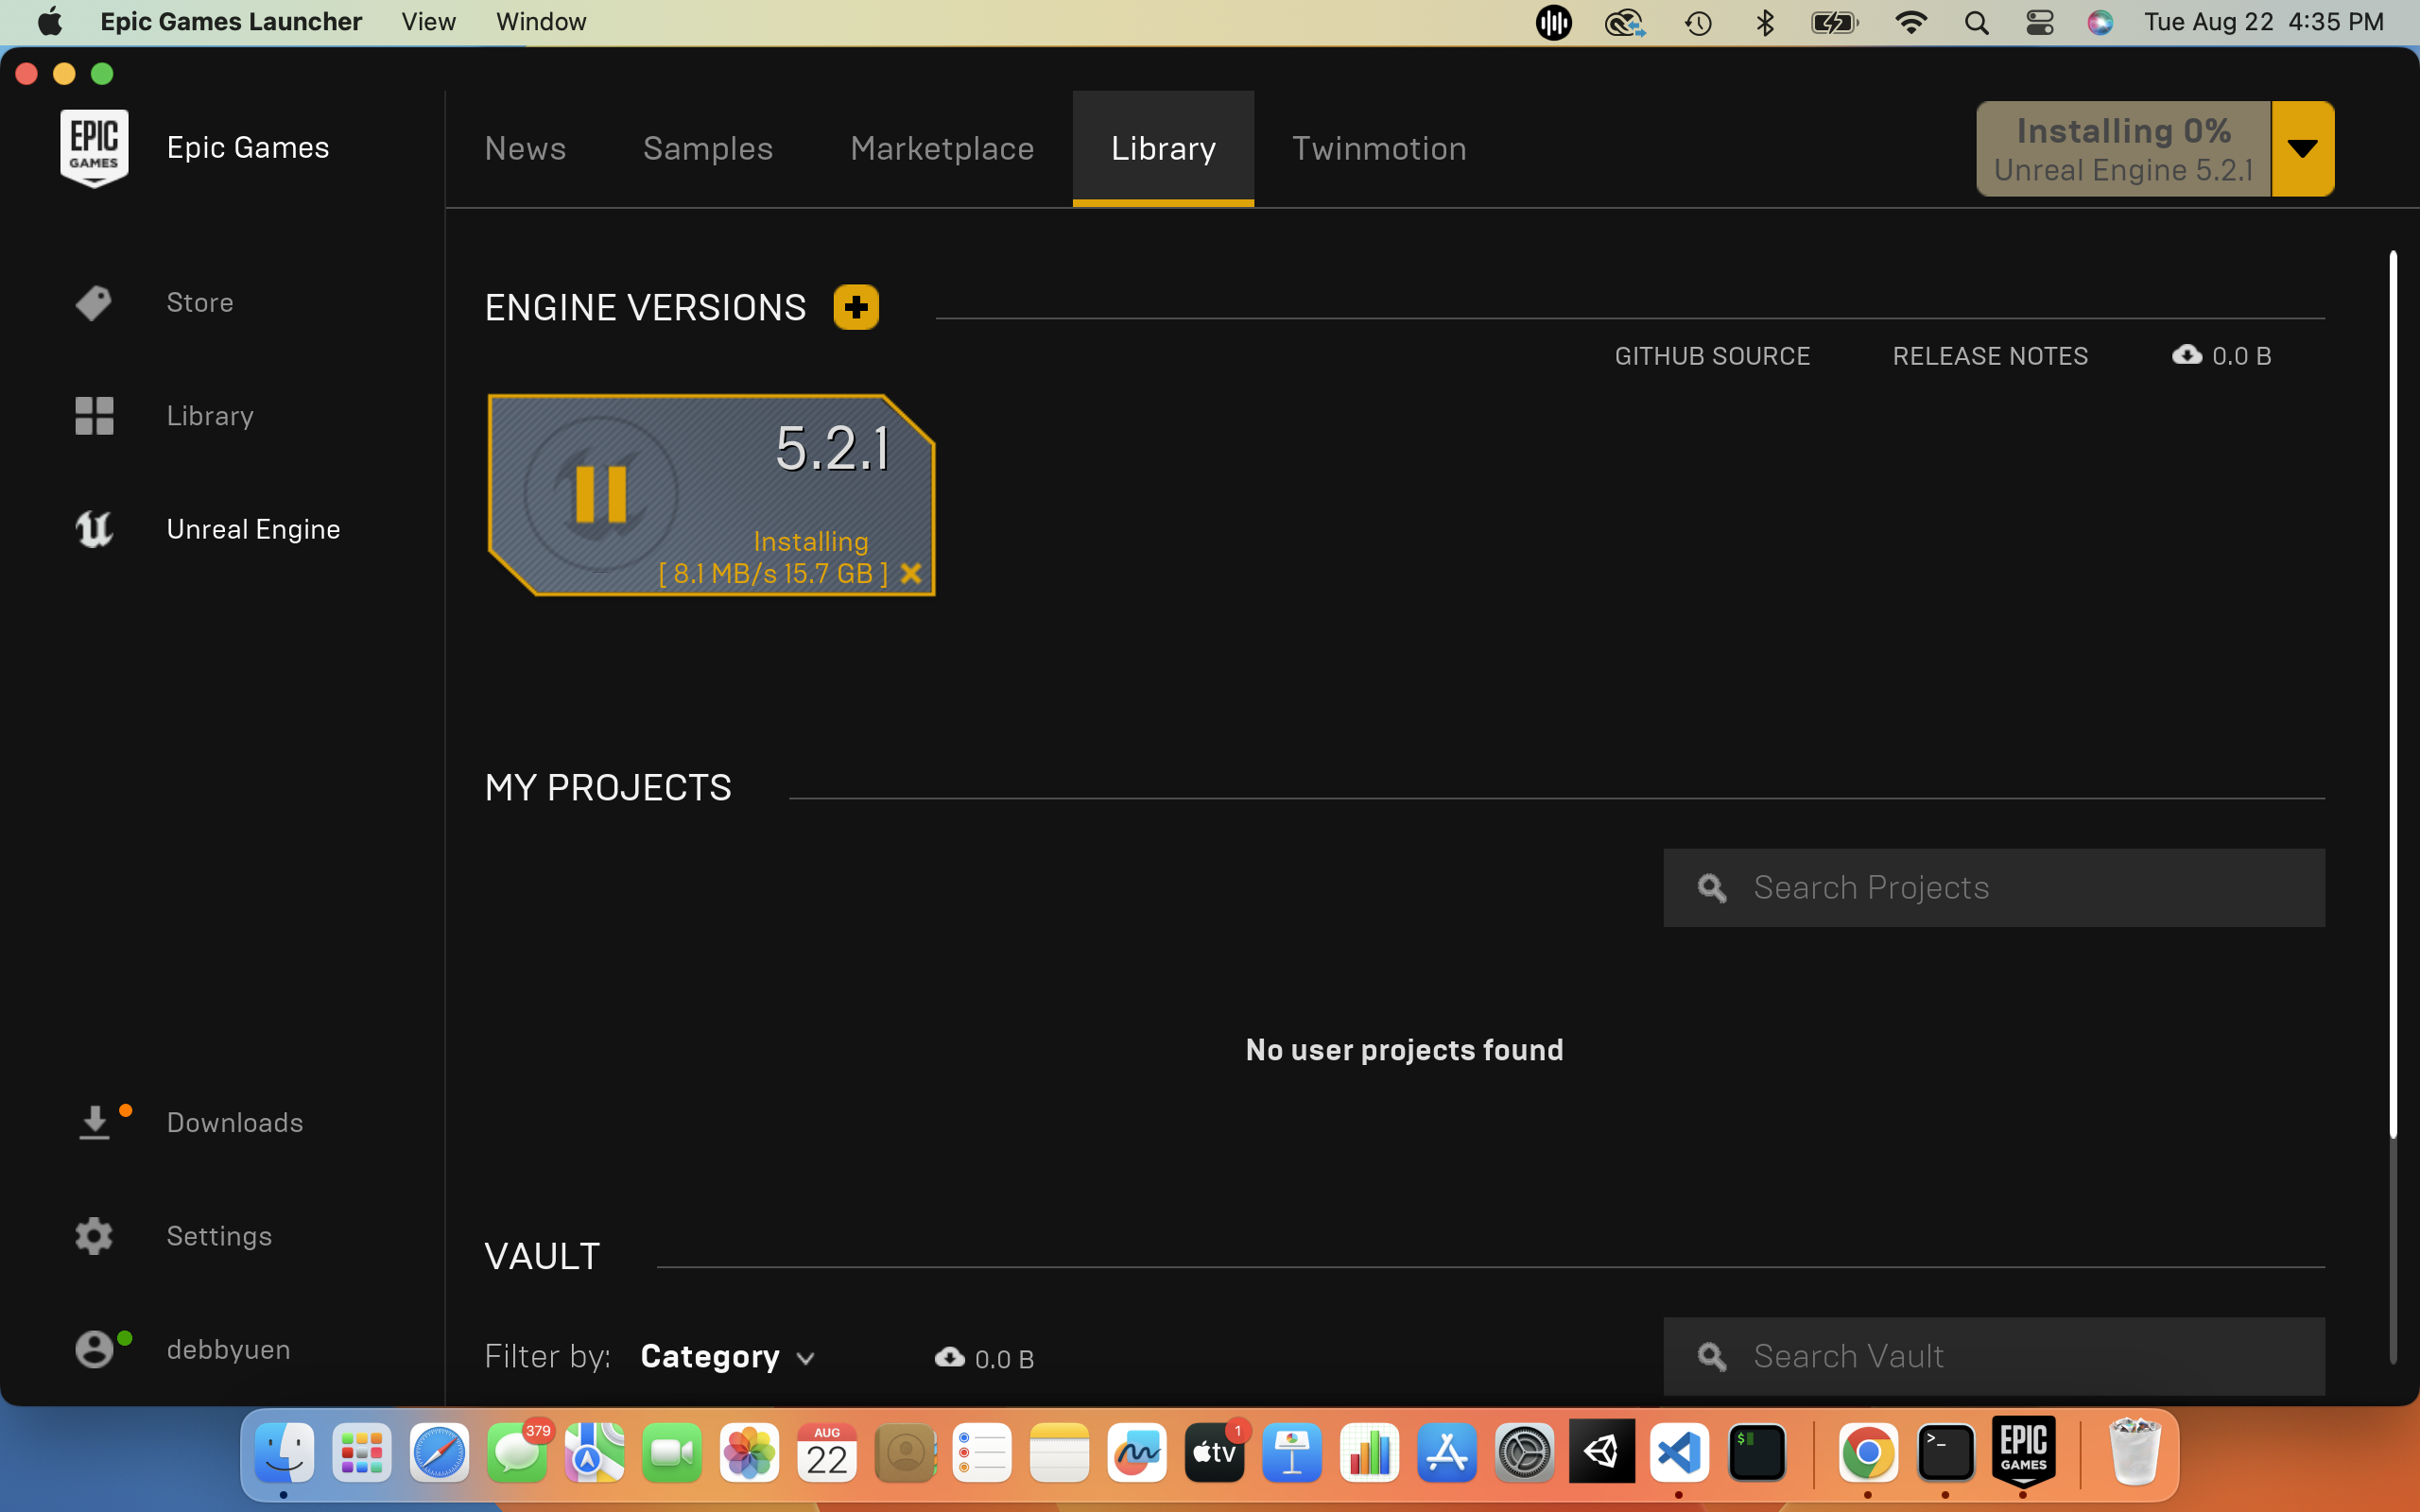 Epic Games Launcher View Window Tue Aug 22 4:35 PM
EPIC GAMES
Epic Games
News Samples Marketplace Library Twinmotion
Installing 0%
Unreal Engine 5.2.1
Store
Library
Unreal Engine
ENGINE VERSIONS
GITHUB SOURCE RELEASE NOTES 0.0 B
5.2.1
Installing
[ 8.1 MB/s 15.7 GB ]
MY PROJECTS
Search Projects
No user projects found
Downloads
Settings
debbyuen
VAULT
Filter by: Category 0.0 B
Search Vault
379
AUG
22
tv
1
$
>_
EPIC
GAMES